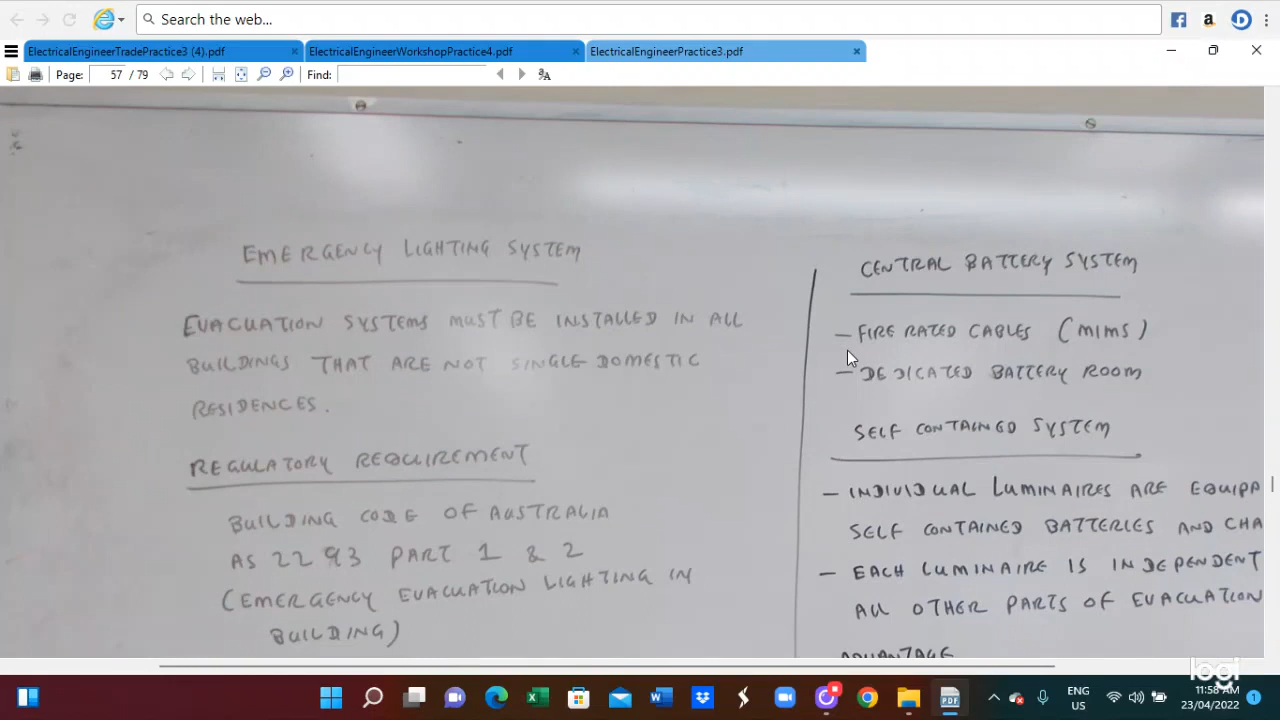 Search the web...
ElectricalEngineerTradePractice3 (4).pdf
ElectricalEngineerWorkshopPractice4.pdf
ElectricalEngineerPractice3.pdf
Page: 57 / 79 Find:
EMERGENCY LIGHTING SYSTEM
EVACUATION SYSTEMS MUST BE INSTALLED IN ALL
BUILDINGS THAT ARE NOT SINGLE DOMESTIC
RESIDENCES.
REGULATORY REQUIREMENT
BUILDING CODE OF AUSTRALIA
AS 2293 PART 1 & 2
(EMERGENCY EVACUATION LIGHTING IN
BUILDING)
CENTRAL BATTERY SYSTEM
- FIRE RATED CABLES (MIMS)
- DEDICATED BATTERY ROOM
SELF CONTAINED SYSTEM
- INDIVIDUAL LUMINAIRES ARE EQUIPP
SELF CONTAINED BATTERIES AND CHA
- EACH LUMINAIRE IS INDEPENDENT
ALL OTHER PARTS OF EVACUATION
ADVANTAGE
logi
ENG
US
11:58 AM
23/04/2022